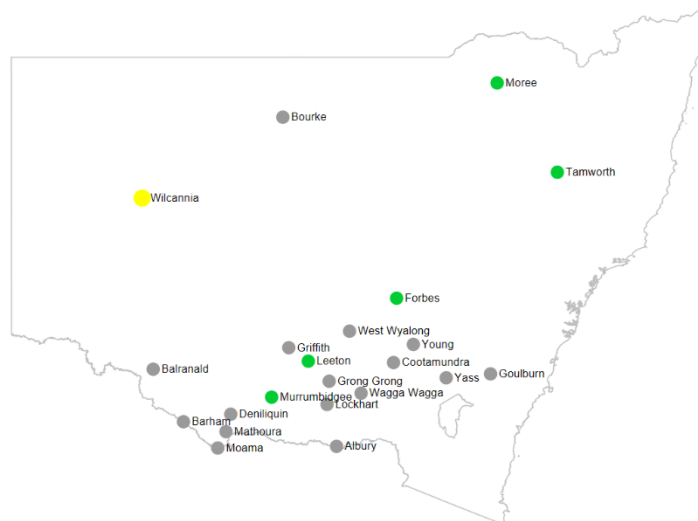 Moree
Bourke
Tamworth
Wilcannia
Forbes
West Wyalong
Young
Griffith
Leeton
Cootamundra
Balranald
Goulburn
Yass
Grong Grong
Wagga Wagga
Murrumbidgee
Lockhart
Deniliquin
Barham
Mathoura
Albury
Moama